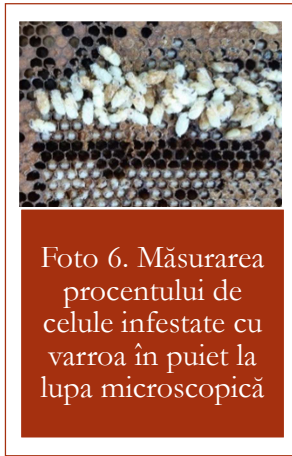 Foto 6. Măsurarea
procentului de
celule infestate cu
varroa în puiet la
lupa microscopică